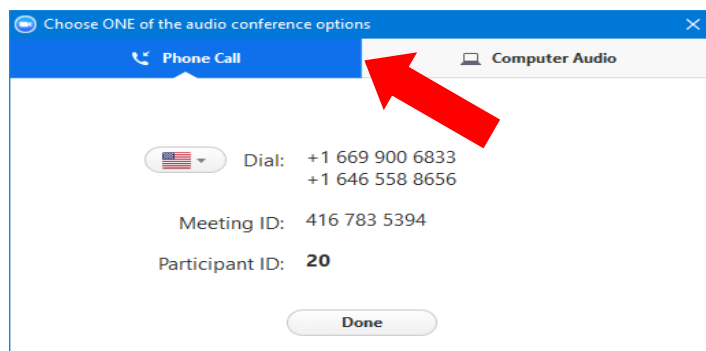 Choose ONE of the audio conference options
Phone Call
Computer Audio
Dial: +1 669 900 6833
+1 646 558 8656
Meeting ID: 416 783 5394
Participant ID: 20
Done